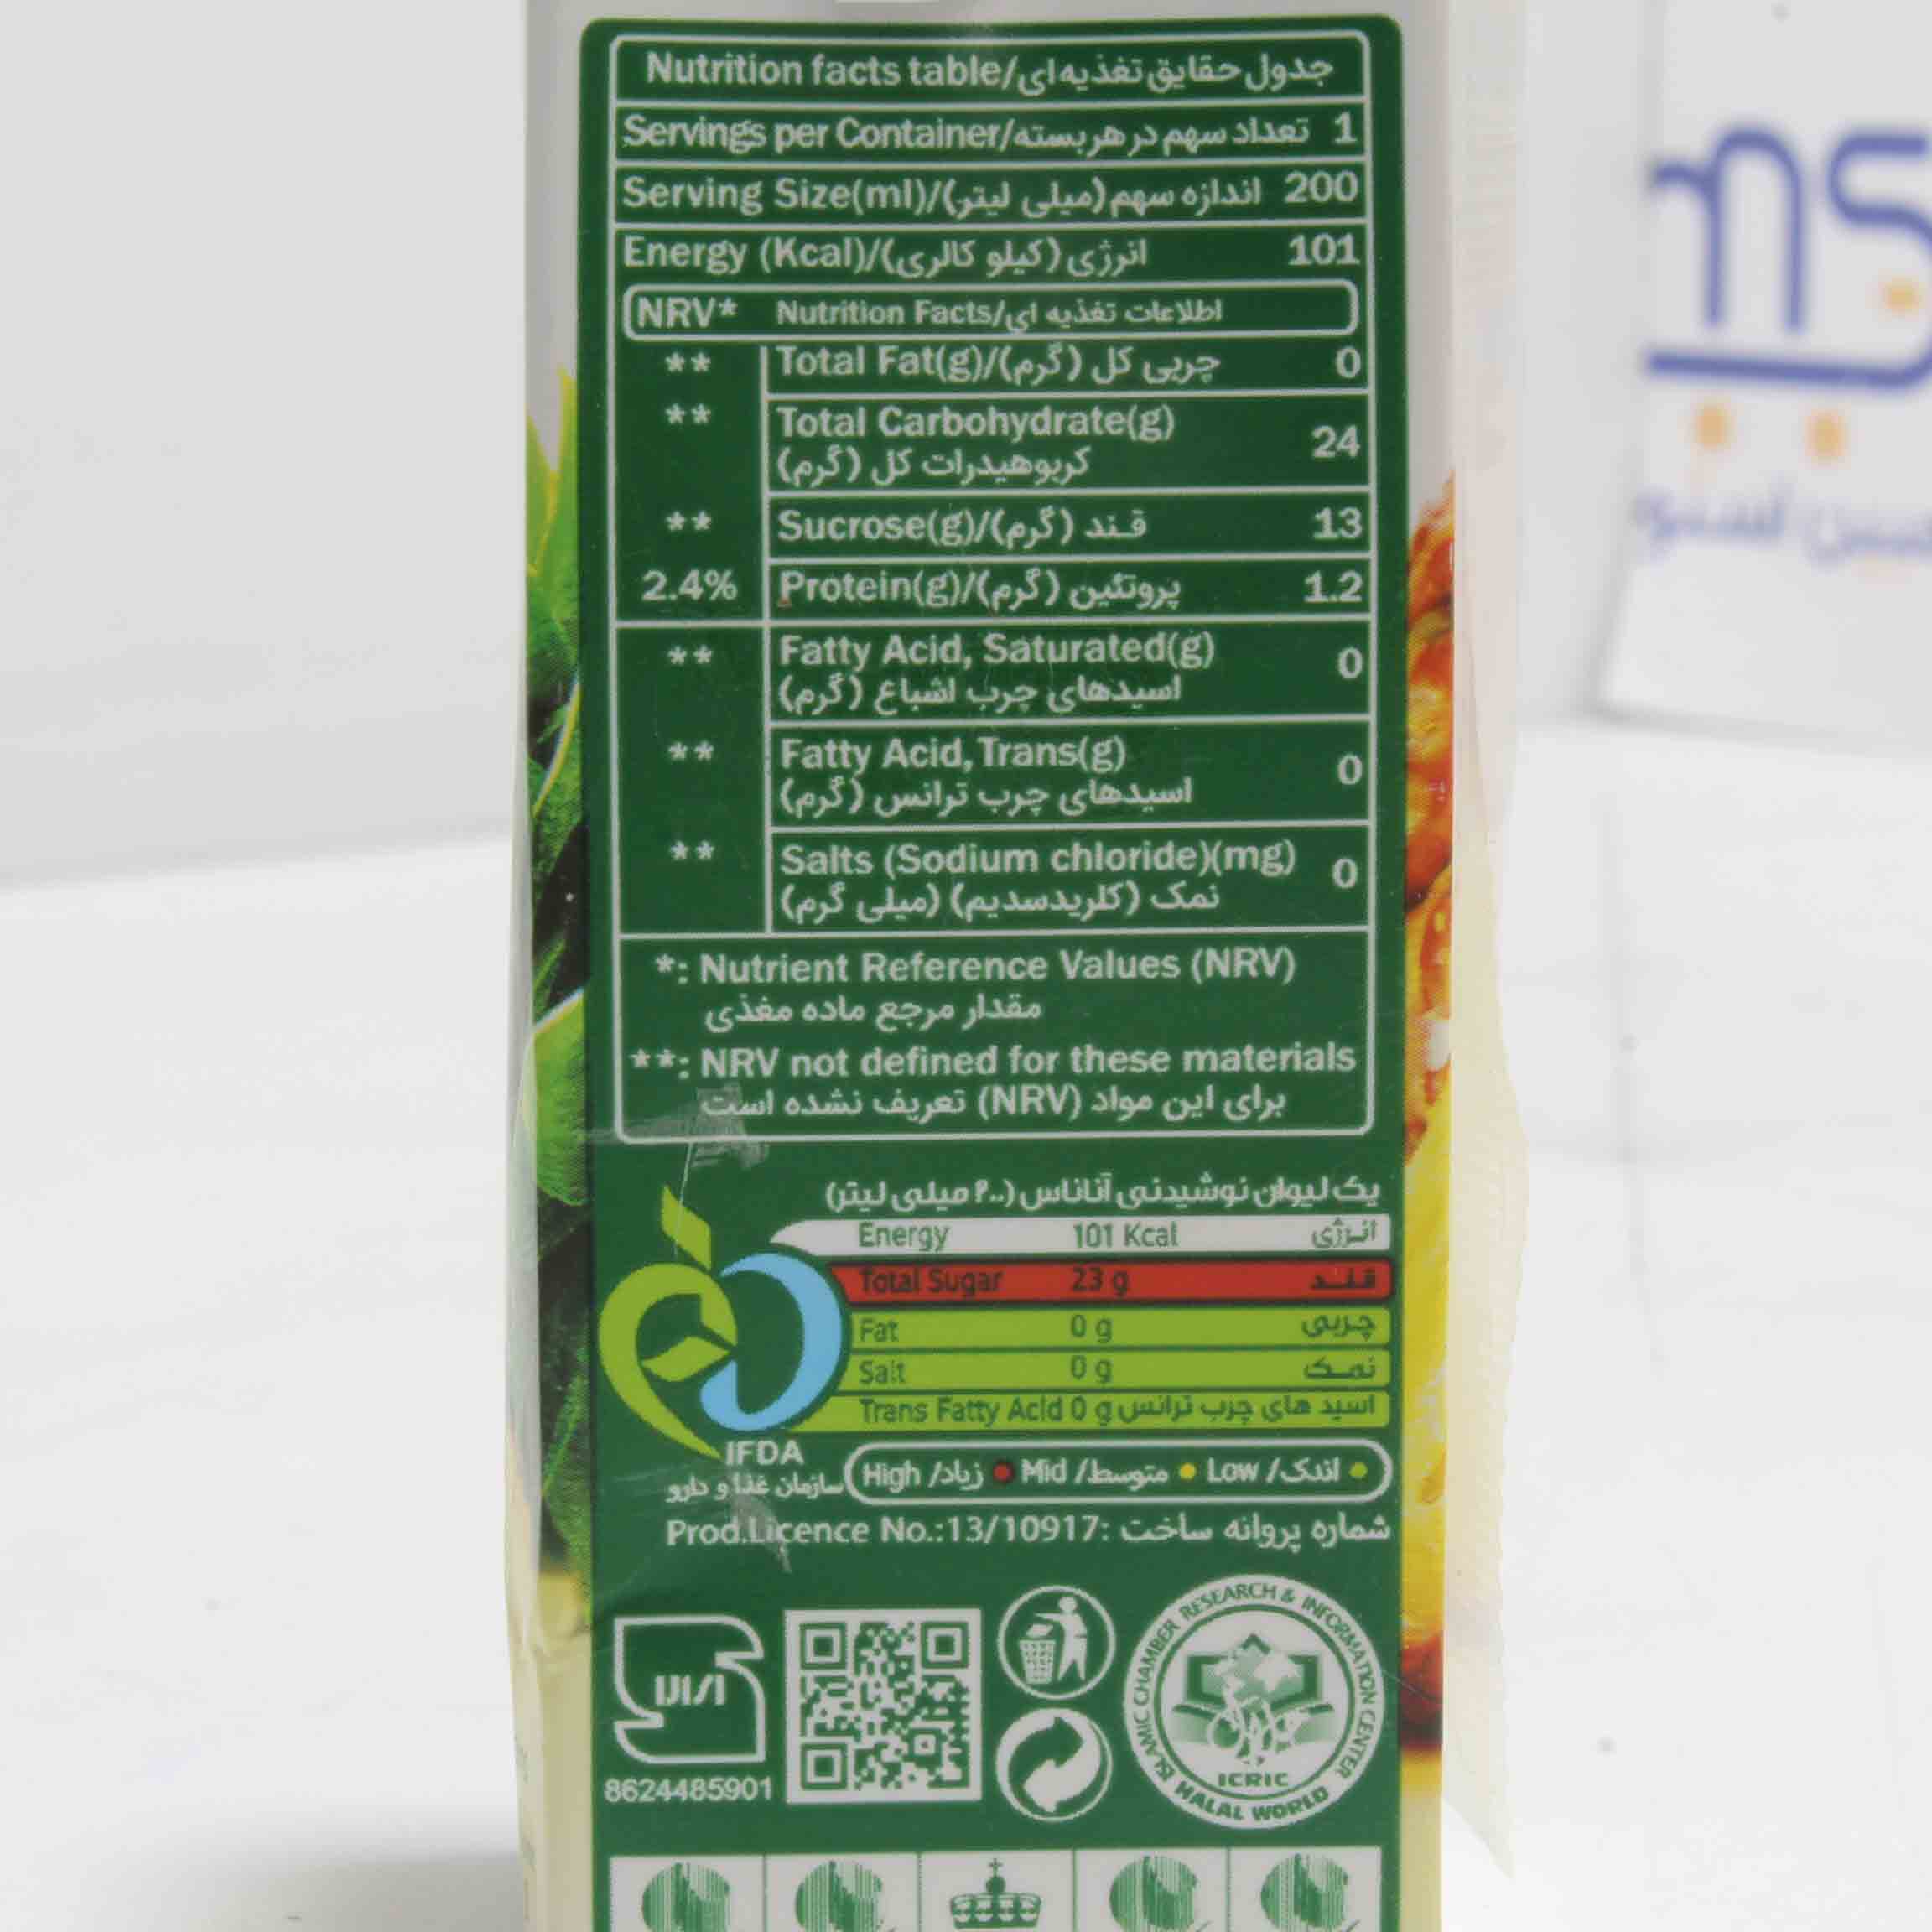 Nutrition facts table/جدول حقایق تغذیه ای
Servings per Container/تعداد سهم در هر بسته 1
Serving Size(ml)/اندازه سهم (میلی لیتر) 200
Energy (Kcal)/انرژی (کیلو کالری) 101
NRV* Nutrition Facts/اطلاعات تغذیه ای
** Total Fat(g)/چربی کل (گرم) 0
** Total Carbohydrate(g) 24
کربوهیدرات کل (گرم)
** Sucrose(g)/قند (گرم) 13
2.4% Protein(g)/پروتئین (گرم) 1.2
** Fatty Acid, Saturated(g) 0
اسیدهای چرب اشباع (گرم)
** Fatty Acid, Trans(g) 0
اسیدهای چرب ترانس (گرم)
** Salts (Sodium chloride)(mg) 0
نمک (کلریدسدیم) (میلی گرم)
*: Nutrient Reference Values (NRV)
مقدار مرجع ماده مغذی
**: NRV not defined for these materials
برای این مواد (NRV) تعریف نشده است
یک لیوان نوشیدنی آناناس (۲۰۰ میلی لیتر)
Energy 101 Kcal انرژی
Total Sugar 23 g قند
Fat 0 g چربی
Salt 0 g نمک
Trans Fatty Acid 0 g اسید های چرب ترانس
IFDA
سازمان غذا و دارو
High /زیاد Mid /متوسط Low /اندک
Prod.Licence No.:13/10917: شماره پروانه ساخت
8624485901
ISLAMIC CHAMBER RESEARCH & INFORMATION CENTER
ICRIC
HALAL WORLD